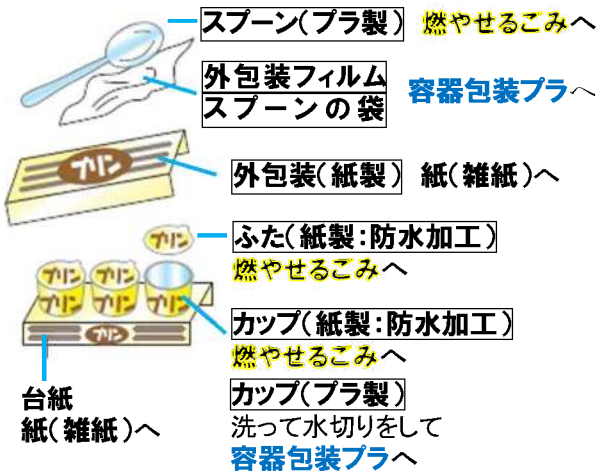 スプーン(プラ製) 燃やせるごみへ
外包装フィルム
スプーンの袋
容器包装プラへ
プリン
外包装(紙製) 紙(雑紙)へ
プリン
ふた(紙製:防水加工)
燃やせるごみへ
プリン プリン
プリン プリン プリン
プリン
カップ(紙製:防水加工)
燃やせるごみへ
台紙
紙(雑紙)へ
カップ(プラ製)
洗って水切りをして
容器包装プラへ